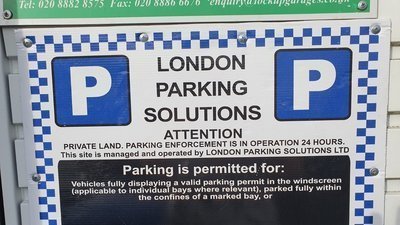 Tel: 020 8882 5575 Fax: 020 8886 6676 enquiry@lockupgarages.co.uk
P
LONDON
PARKING
SOLUTIONS
P
ATTENTION
PRIVATE LAND. PARKING ENFORCEMENT IS IN OPERATION 24 HOURS.
This site is managed and operated by LONDON PARKING SOLUTIONS LTD
Parking is permitted for:
Vehicles fully displaying a valid parking permit in the windscreen
(applicable to individual bays where relevant), parked fully within
the confines of a marked bay, or